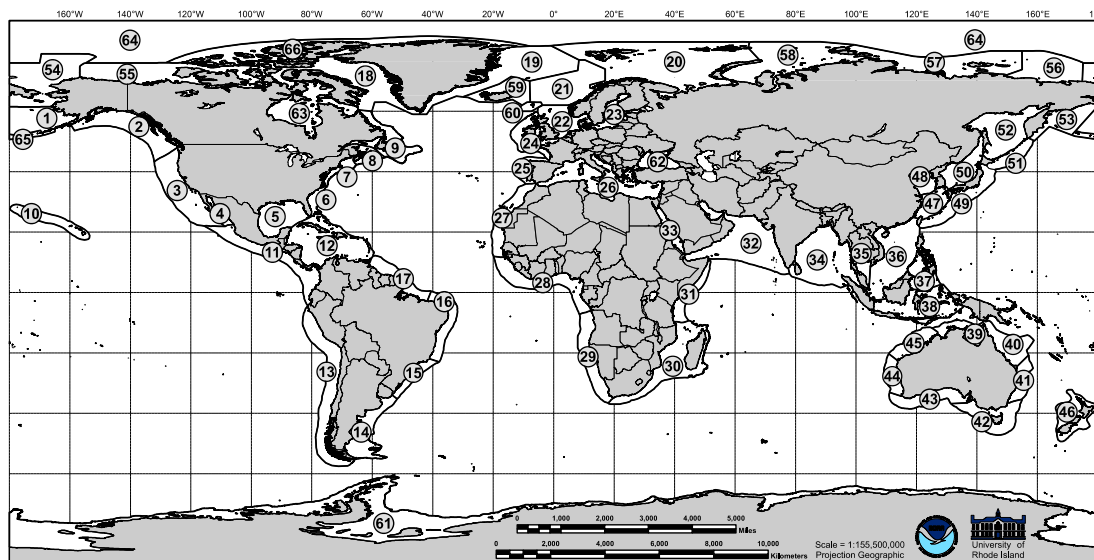 160°W 120°W 80°W 40°W 20°W 0° 20°E 40°E 60°E 80°E 100°E 120°E 140°E 160°E
64 64
66 58
19 20 57
54 55 18 56
59 21
1 63 60 22 23 53
2 52
65 24
9
8 25 62 51
7 48 50
3 26
6 47 49
10 4 5 27
33
12 32
11 34 35 36
17 28 37
16 31 38
39
45 40
29
13 15 30 44 41
43
46
14 42
61
0 1,000 2,000 3,000 4,000 5,000
Miles
0 2,000 4,000 6,000 8,000 10,000
Kilometers
Scale = 1:155,500,000
Projection Geographic
University of
Rhode Island